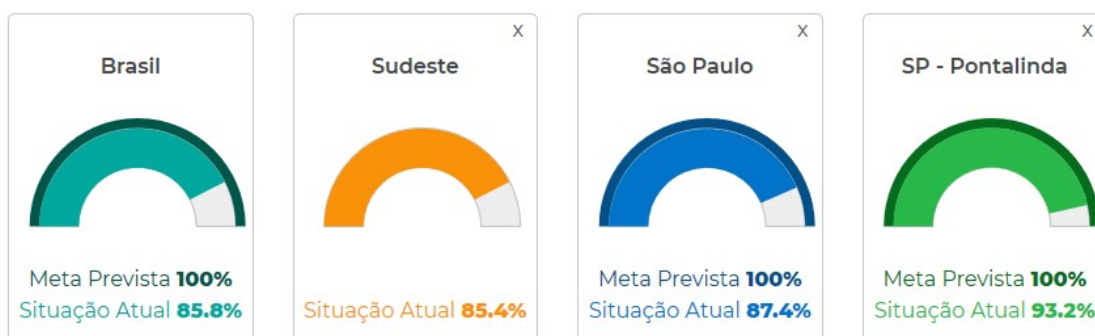 Brasil
Meta Prevista 100%
Situação Atual 85.8%
X
Sudeste
Situação Atual 85.4%
X
São Paulo
Meta Prevista 100%
Situação Atual 87.4%
X
SP - Pontalinda
Meta Prevista 100%
Situação Atual 93.2%